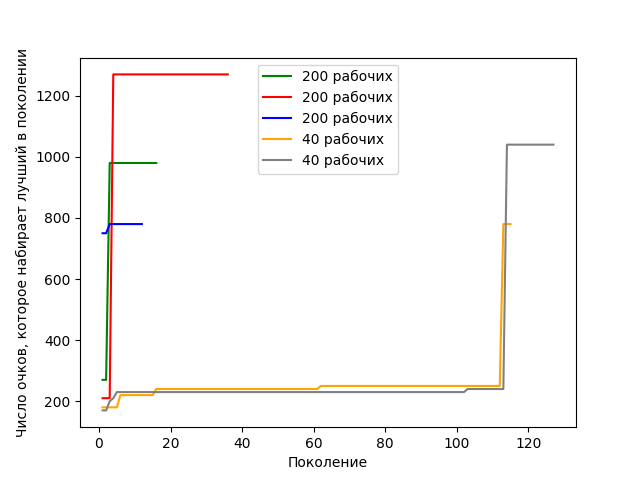 Число очков, которое набирает лучший в поколении
1200
1000
800
600
400
200
200 рабочих
200 рабочих
200 рабочих
40 рабочих
40 рабочих
0 20 40 60 80 100 120
Поколение